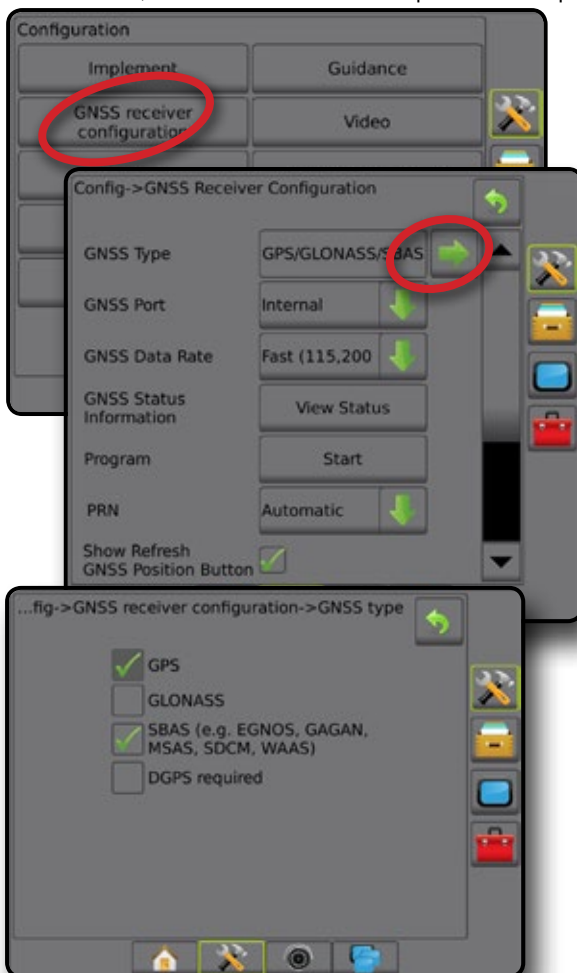 Configuration
Implement
Guidance
GNSS receiver
configuration
Video
Config->GNSS Receiver Configuration
GNSS Type
GPS/GLONASS/SBAS
GNSS Port
Internal
GNSS Data Rate
Fast (115,200
GNSS Status
Information
View Status
Program
Start
PRN
Automatic
Show Refresh
GNSS Position Button
...fig->GNSS receiver configuration->GNSS type
GPS
GLONASS
SBAS (e.g. EGNOS, GAGAN,
MSAS, SDCM, WAAS)
DGPS required